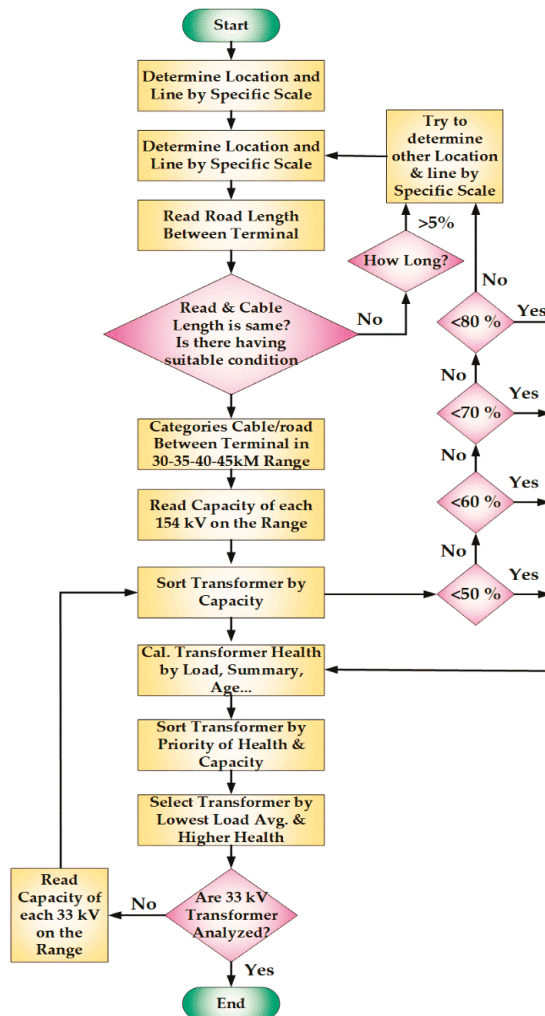 Start
Determine Location and
Line by Specific Scale
Determine Location and
Line by Specific Scale
Try to
determine
other Location
& line by
Specific Scale
Read Road Length
Between Terminal
>5%
How Long?
No
Read & Cable
Length is same?
Is there having
suitable condition
No
<80 %
Yes
No
<70 %
Yes
Categories Cable/road
Between Terminal in
30-35-40-45kM Range
No
<60 %
Yes
Read Capacity of each
154 kV on the Range
No
<50 %
Yes
Sort Transformer by
Capacity
Cal. Transformer Health
by Load, Summary,
Age...
Sort Transformer by
Priority of Health &
Capacity
Select Transformer by
Lowest Load Avg. &
Higher Health
Read
Capacity of
each 33 kV
on the
Range
No
Are 33 kV
Transformer
Analyzed?
Yes
End